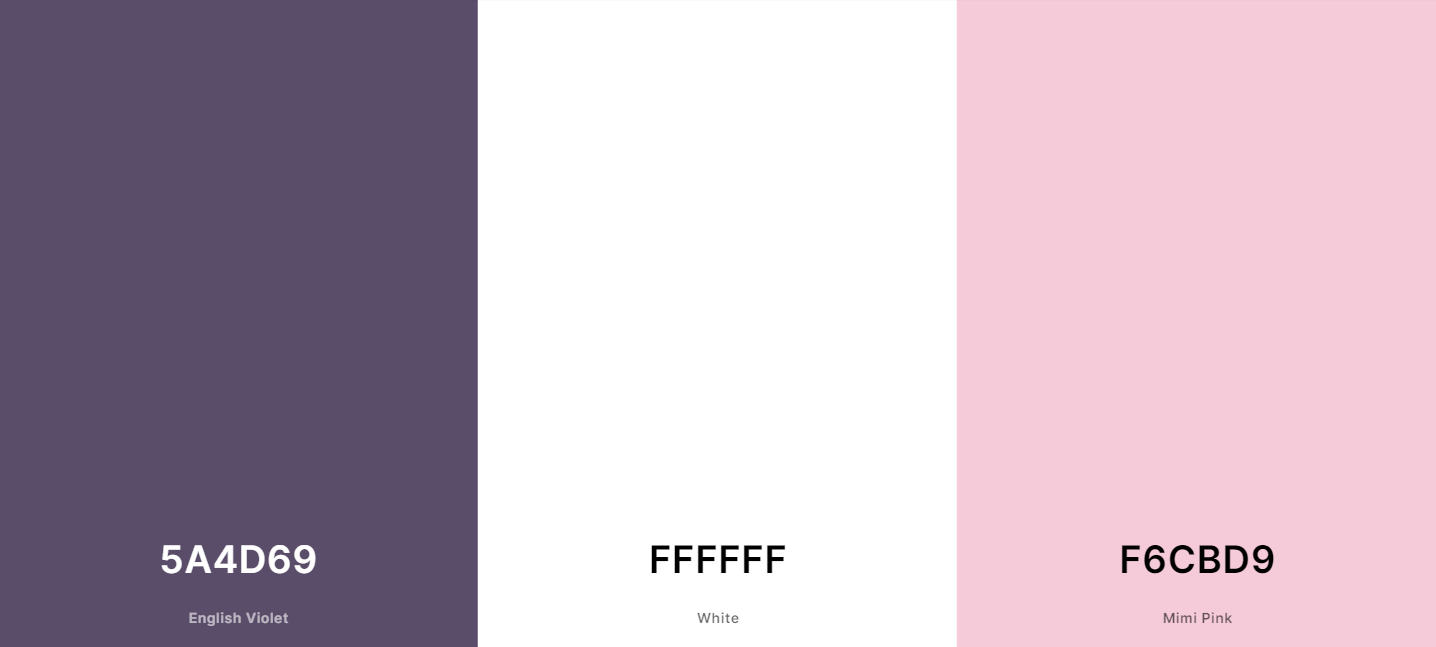 5A4D69
English Violet
FFFFFF
White
F6CBD9
Mimi Pink